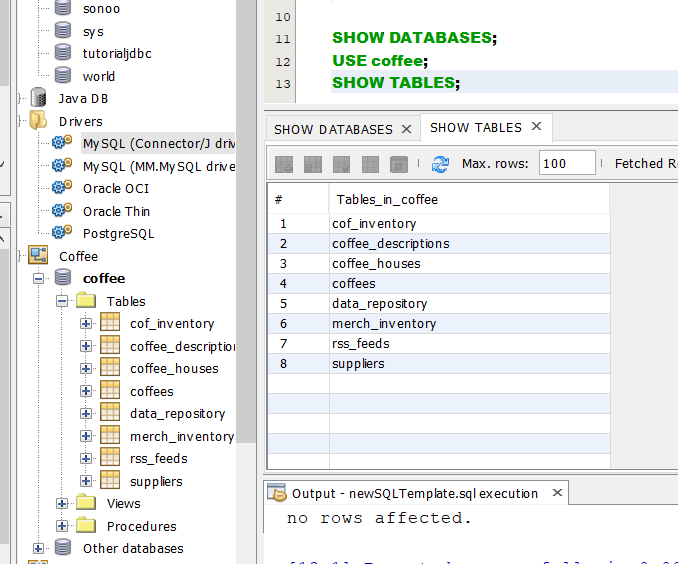 sonoo
sys
tutorialjdbc
world
Java DB
Drivers
MySQL (Connector/J driv
MySQL (MM.MySQL drive
Oracle OCI
Oracle Thin
PostgreSQL
Coffee
coffee
Tables
cof_inventory
coffee_description
coffee_houses
coffees
data_repository
merch_inventory
rss_feeds
suppliers
Views
Procedures
Other databases
10
11 SHOW DATABASES;
12 USE coffee;
13 SHOW TABLES;
SHOW DATABASES SHOW TABLES
Max. rows: 100 Fetched R
# Tables_in_coffee
1 cof_inventory
2 coffee_descriptions
3 coffee_houses
4 coffees
5 data_repository
6 merch_inventory
7 rss_feeds
8 suppliers
Output - newSQLTemplate.sql execution
no rows affected.